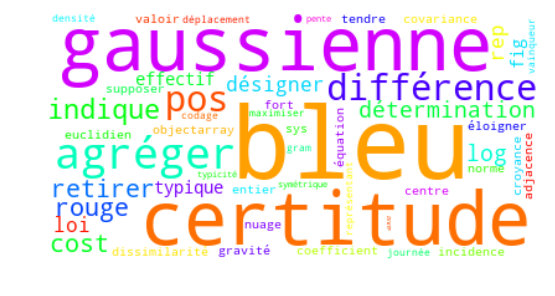 densité valoir déplacement pente tendre covariance
gaussienne rep fig vainqueur
supposer effectif désigner différence
indique pos codage fort maximiser détermination
euclidien objectarray sys équation éloigner
agréger bleu gram log croyance adjacence
norme
typicité
retirer typique entier symétrique représentant centre
rouge certitude
loi nuage
cost dissimilarité gravité coefficient journée incidence